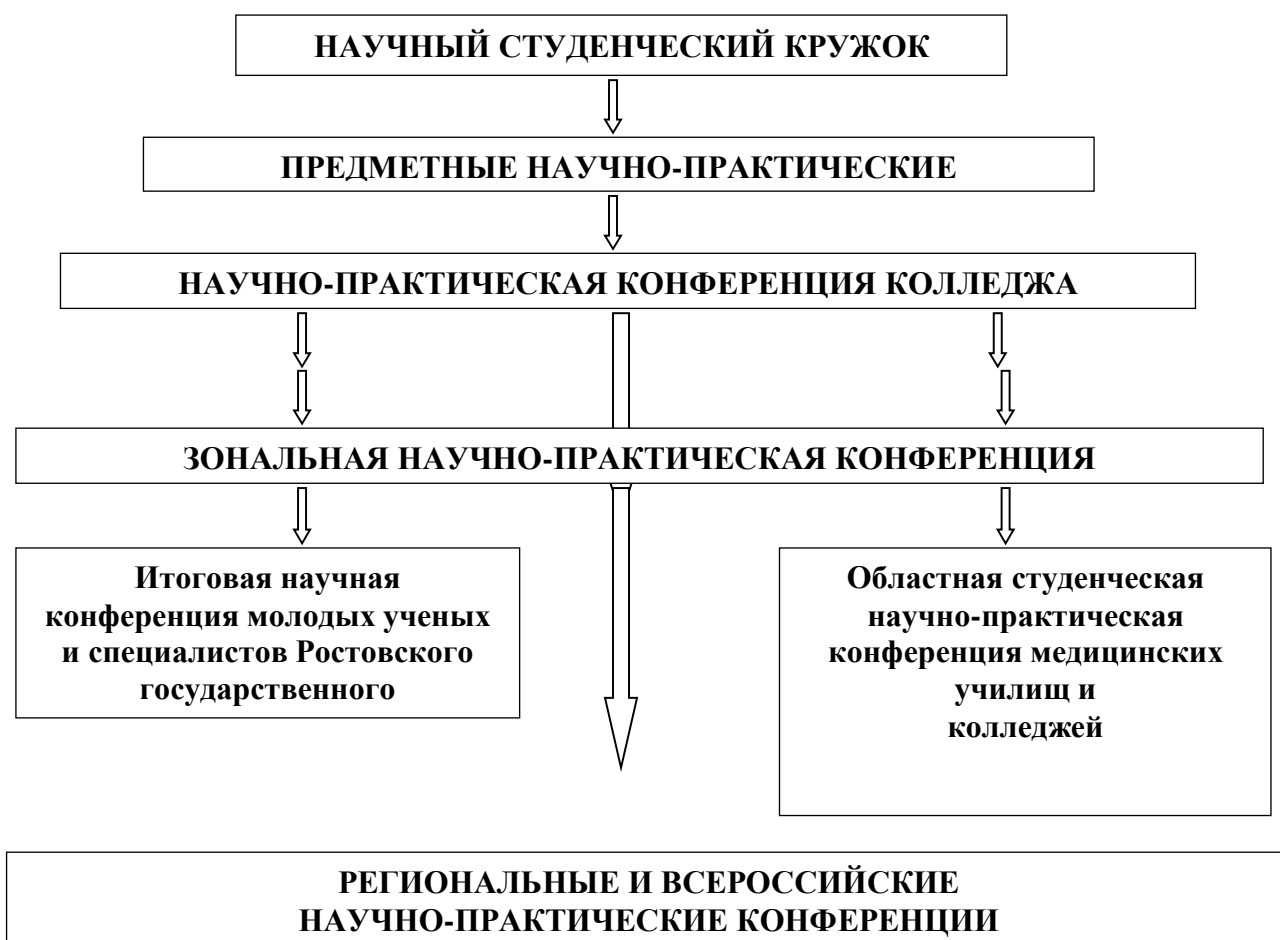 НАУЧНЫЙ СТУДЕНЧЕСКИЙ КРУЖОК
ПРЕДМЕТНЫЕ НАУЧНО-ПРАКТИЧЕСКИЕ
НАУЧНО-ПРАКТИЧЕСКАЯ КОНФЕРЕНЦИЯ КОЛЛЕДЖА
ЗОНАЛЬНАЯ НАУЧНО-ПРАКТИЧЕСКАЯ КОНФЕРЕНЦИЯ
Итоговая научная
конференция молодых ученых
и специалистов Ростовского
государственного
Областная студенческая
научно-практическая
конференция медицинских
училищ и
колледжей
РЕГИОНАЛЬНЫЕ И ВСЕРОССИЙСКИЕ
НАУЧНО-ПРАКТИЧЕСКИЕ КОНФЕРЕНЦИИ